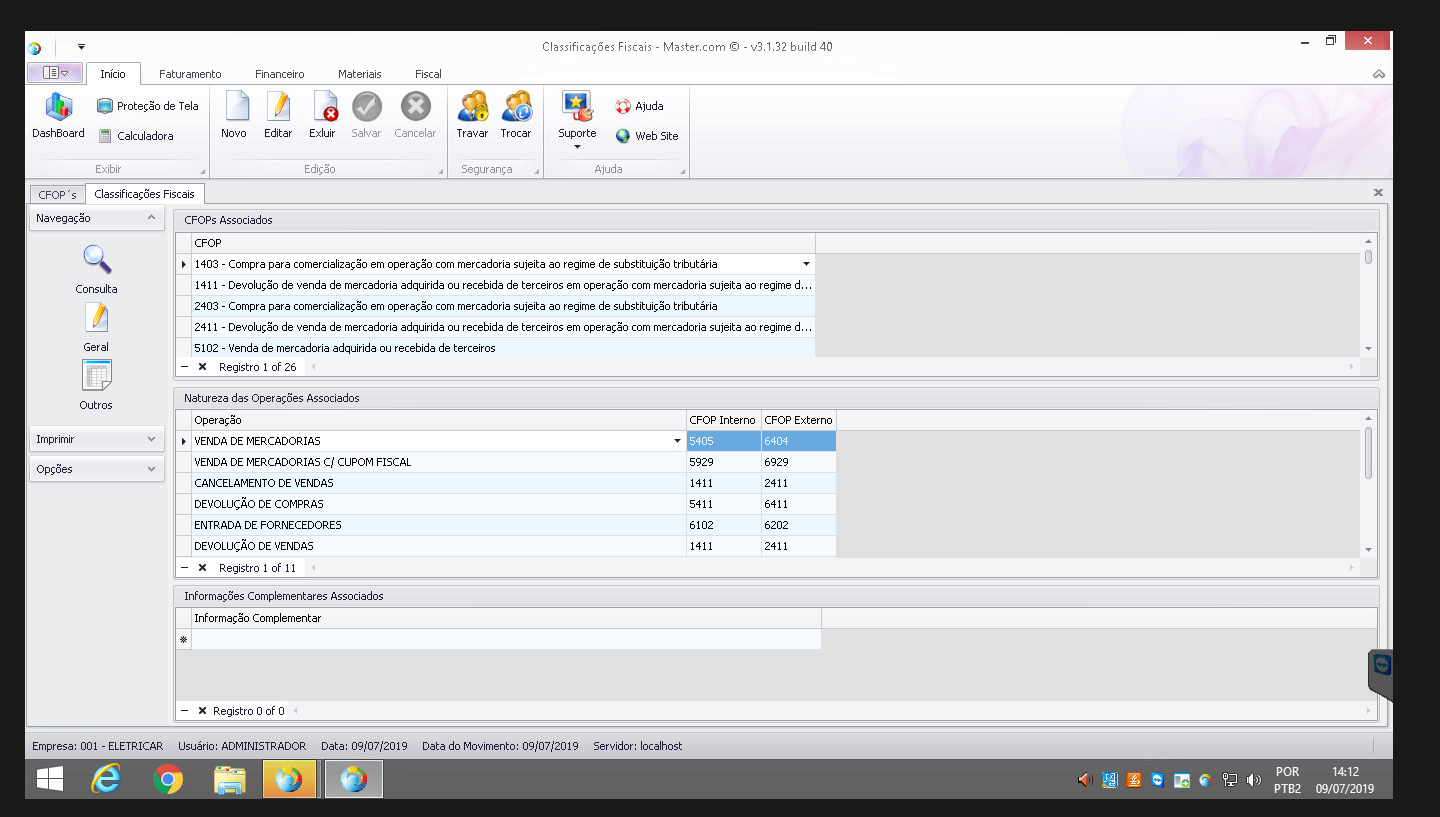 Classificações Fiscais - Master.com © - v3.1.32 build 40
Início Faturamento Financeiro Materiais Fiscal
DashBoard
Proteção de Tela
Calculadora
Exibir
Novo Editar Exluir Salvar Cancelar
Edição
Travar Trocar
Segurança
Suporte
Ajuda
Web Site
Ajuda
CFOP´s Classificações Fiscais
Navegação
Consulta
Geral
Outros
Imprimir
Opções
CFOPs Associados
CFOP
1403 - Compra para comercialização em operação com mercadoria sujeita ao regime de substituição tributária
1411 - Devolução de venda de mercadoria adquirida ou recebida de terceiros em operação com mercadoria sujeita ao regime d...
2403 - Compra para comercialização em operação com mercadoria sujeita ao regime de substituição tributária
2411 - Devolução de venda de mercadoria adquirida ou recebida de terceiros em operação com mercadoria sujeita ao regime d...
5102 - Venda de mercadoria adquirida ou recebida de terceiros
Registro 1 of 26
Natureza das Operações Associados
Operação CFOP Interno CFOP Externo
VENDA DE MERCADORIAS 5405 6404
VENDA DE MERCADORIAS C/ CUPOM FISCAL 5929 6929
CANCELAMENTO DE VENDAS 1411 2411
DEVOLUÇÃO DE COMPRAS 5411 6411
ENTRADA DE FORNECEDORES 6102 6202
DEVOLUÇÃO DE VENDAS 1411 2411
Registro 1 of 11
Informações Complementares Associados
Informação Complementar
Registro 0 of 0
Empresa: 001 - ELETRICAR Usuário: ADMINISTRADOR Data: 09/07/2019 Data do Movimento: 09/07/2019 Servidor: localhost
POR 14:12
PTB2 09/07/2019